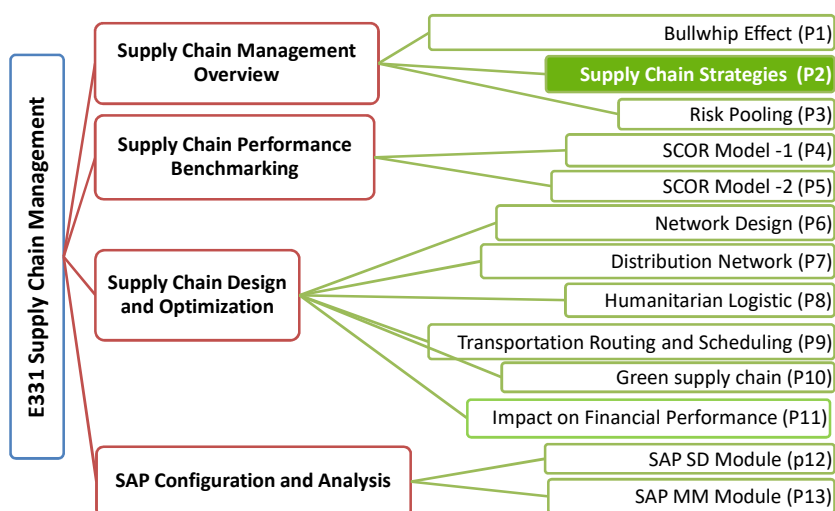 E331 Supply Chain Management
Supply Chain Management
Overview
Bullwhip Effect (P1)
Supply Chain Strategies (P2)
Risk Pooling (P3)
Supply Chain Performance
Benchmarking
SCOR Model -1 (P4)
SCOR Model -2 (P5)
Supply Chain Design
and Optimization
Network Design (P6)
Distribution Network (P7)
Humanitarian Logistic (P8)
Transportation Routing and Scheduling (P9)
Green supply chain (P10)
Impact on Financial Performance (P11)
SAP Configuration and Analysis
SAP SD Module (p12)
SAP MM Module (P13)